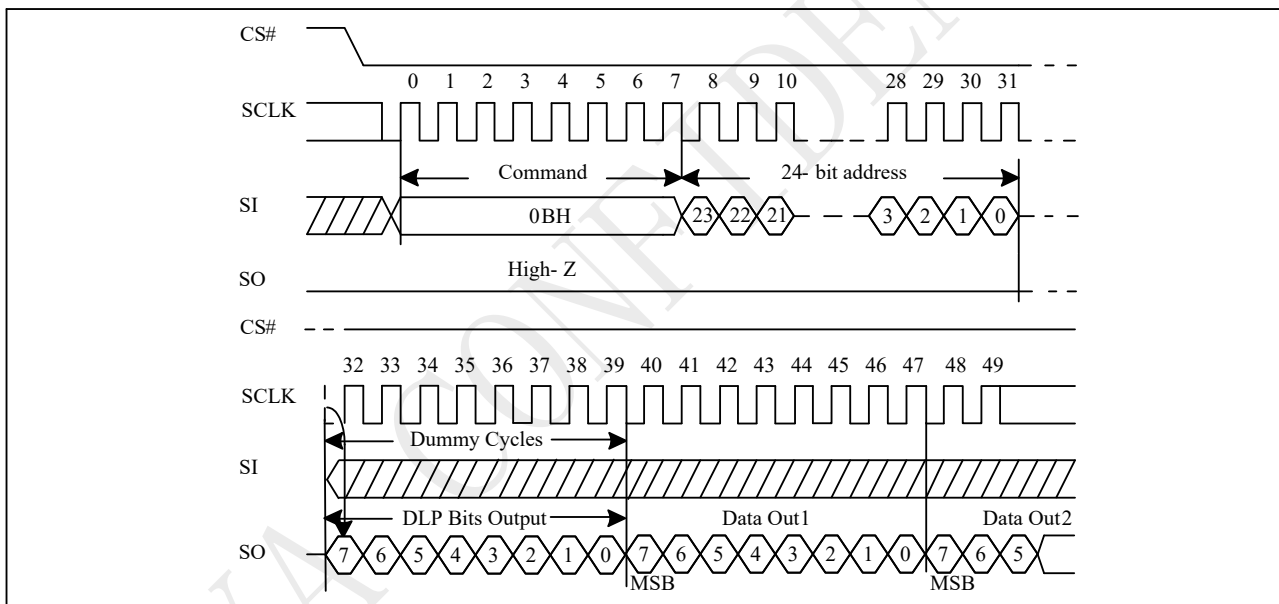 CS#
0 1 2 3 4 5 6 7 8 9 10 28 29 30 31
SCLK
Command 24- bit address
SI 0BH 23 22 21 3 2 1 0
High- Z
SO
CS#
32 33 34 35 36 37 38 39 40 41 42 43 44 45 46 47 48 49
SCLK
Dummy Cycles
SI
DLP Bits Output Data Out1 Data Out2
SO 7 6 5 4 3 2 1 0 7 6 5 4 3 2 1 0 7 6 5
MSB MSB